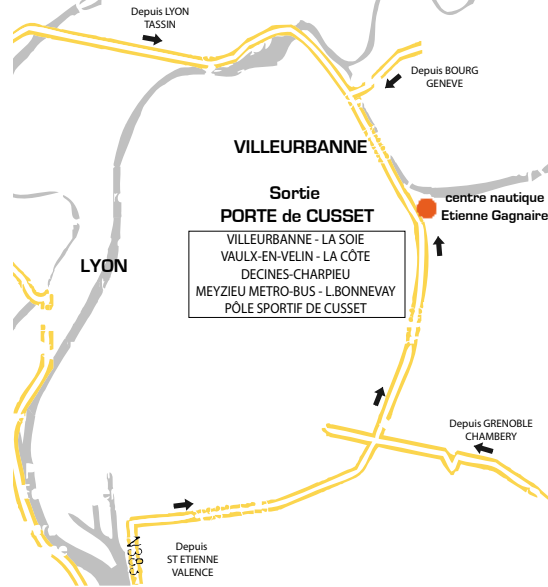 Depuis LYON
TASSIN
Depuis BOURG
GENEVE
VILLEURBANNE
centre nautique
Etienne Gagnaire
Sortie
PORTE de CUSSET
VILLEURBANNE - LA SOIE
VAULX-EN-VELIN - LA CÔTE
DECINES-CHARPIEU
MEYZIEU METRO-BUS - L.BONNEVAY
PÔLE SPORTIF DE CUSSET
LYON
Depuis GRENOBLE
CHAMBERY
N383
Depuis
ST ETIENNE
VALENCE